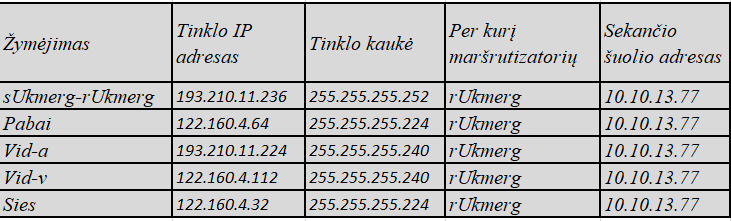 Žymėjimas Tinklo IP adresas Tinklo kaukė Per kurį maršrutizatorių Sekančio šuolio adresas
sUkmerg-rUkmerg 193.210.11.236 255.255.255.252 rUkmerg 10.10.13.77
Pabai 122.160.4.64 255.255.255.224 rUkmerg 10.10.13.77
Vid-a 193.210.11.224 255.255.255.240 rUkmerg 10.10.13.77
Vid-v 122.160.4.112 255.255.255.240 rUkmerg 10.10.13.77
Sies 122.160.4.32 255.255.255.224 rUkmerg 10.10.13.77